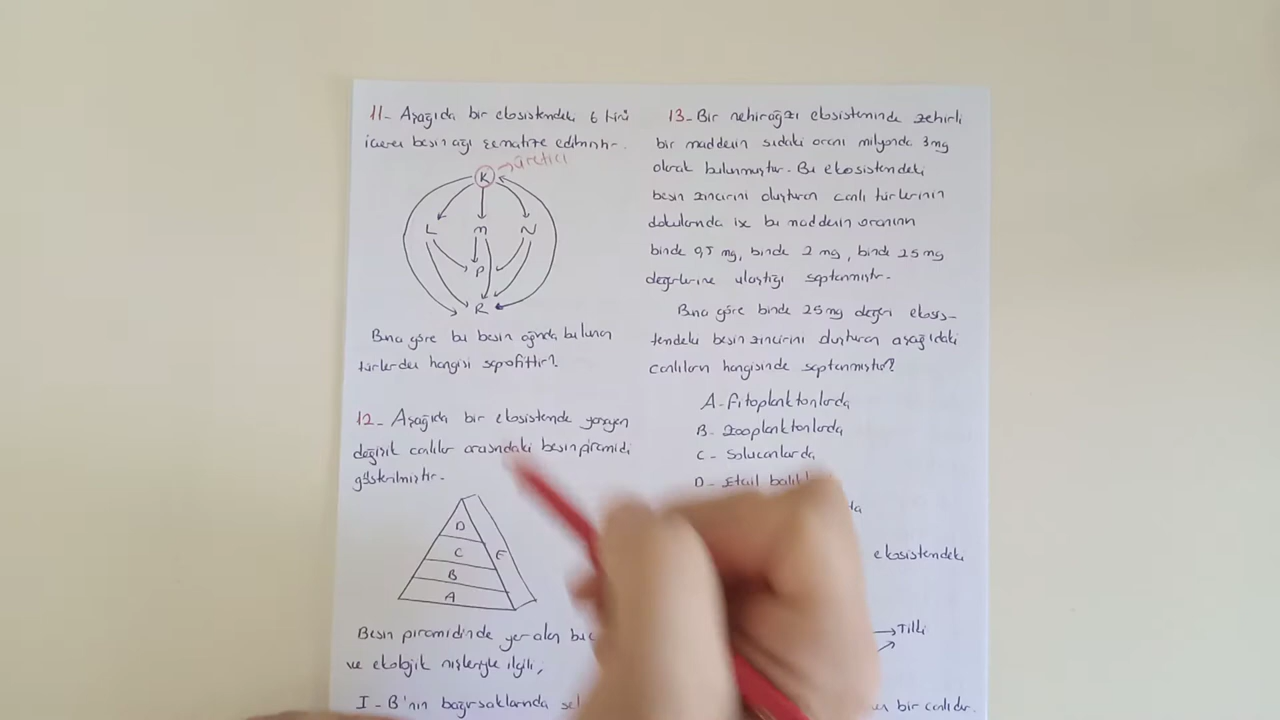 11- Aşağıda bir ekosistemdeki 6 türü
içeren besin ağı şematize edilmiştir.
K → üretici
L M N
P
R
Buna göre bu besin ağında bulunan
türlerden hangisi saprofittir?
12- Aşağıda bir ekosistemde yaşayan
değişik canlılar arasındaki besin piramidi
gösterilmiştir.
D
C E
B
A
Besin piramidinde yer alan bu
ve ekolojik nişleriyle ilgili,
I- B'nin bağırsaklarında sel
13- Bir nehirağzı ekosisteminde zehirli
bir maddenin sudaki oranı milyonda 3mg
olarak bulunmuştur. Bu ekosistemdeki
besin zincirini oluşturan canlı türlerinin
dokularında ise bu maddenin oranının
binde 0,5 mg, binde 2 mg, binde 25 mg
değerlerine ulaştığı saptanmıştır.
Buna göre binde 25 mg değeri ekosis-
temdeki besin zincirini oluşturan aşağıdaki
canlıların hangisinde saptanmıştır?
A- Fitoplanktonlarda
B- Zooplanktonlarda
C- Solucanlarda
D- Etçil balıkl
da
ekosistemdeki
→ Tilki
bir canlıdır.